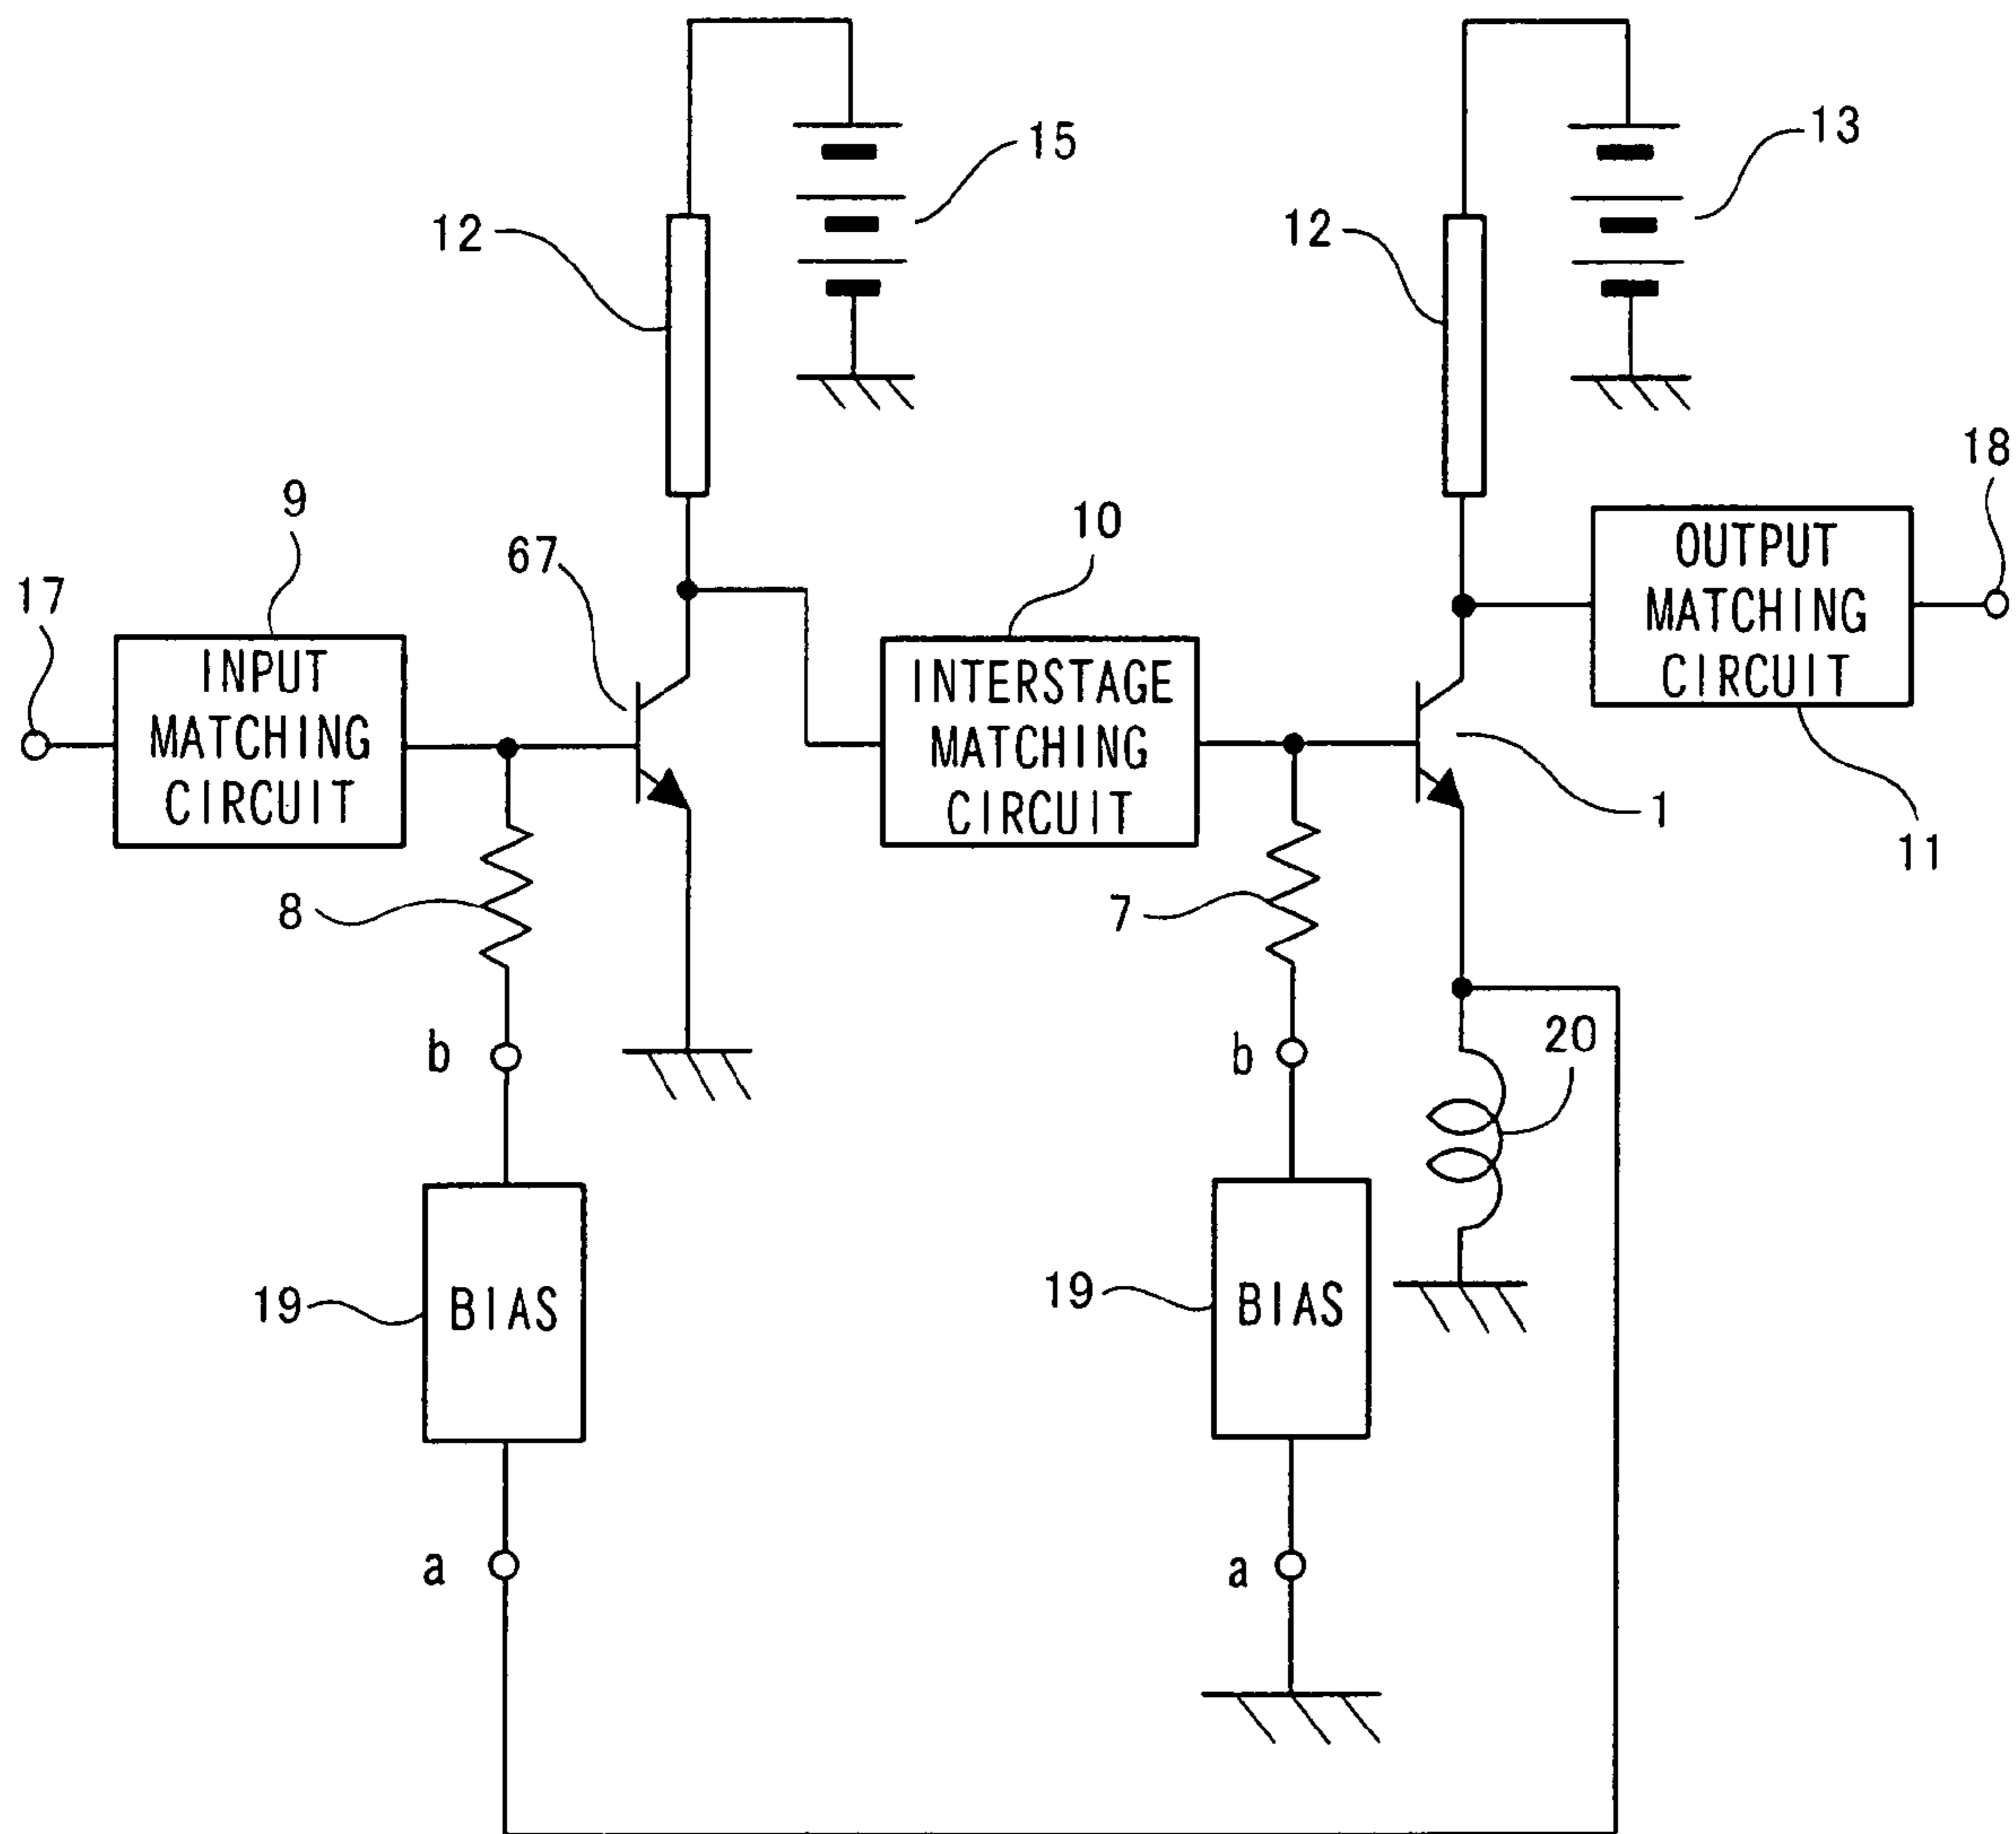 15
13
12
12
18
9
10
67
17
OUTPUT
MATCHING
CIRCUIT
INPUT
MATCHING
CIRCUIT
INTERSTAGE
MATCHING
CIRCUIT
1
11
8
7
20
b
b
19
BIAS
19
BIAS
a
a